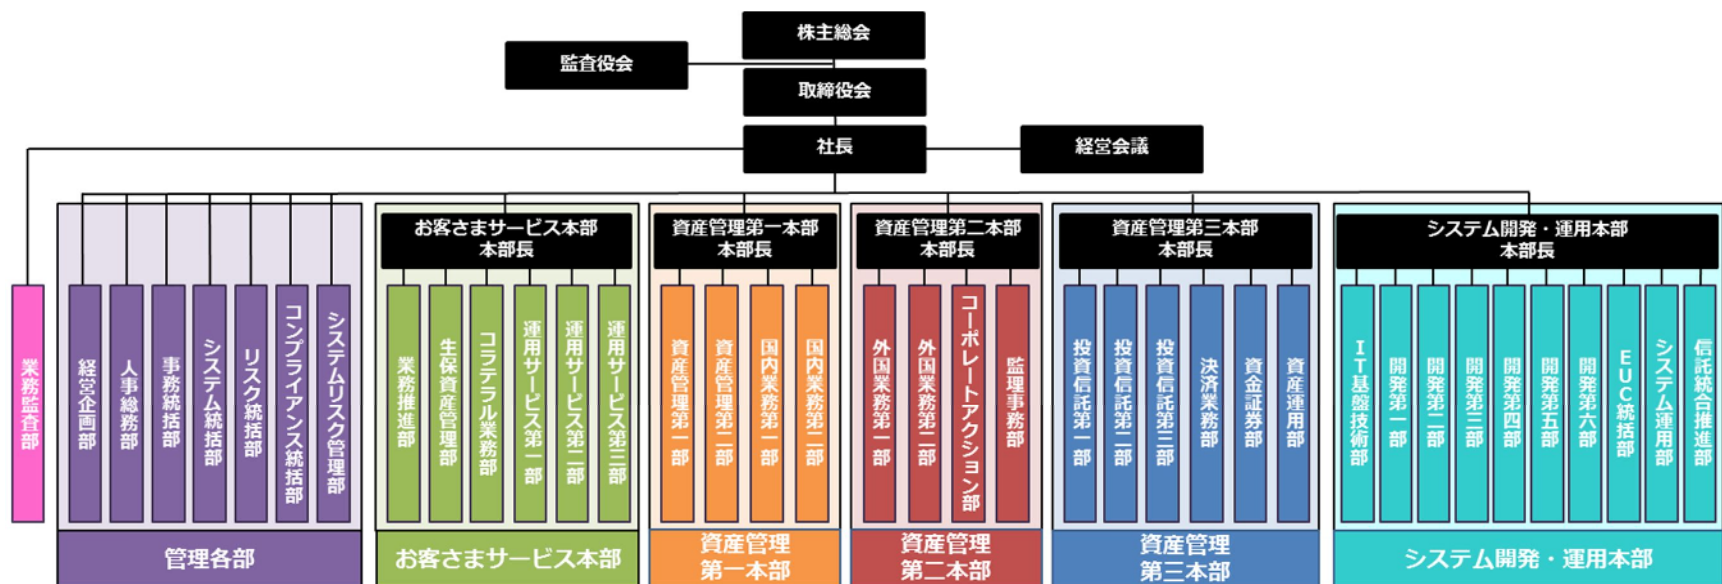 株主総会
監査役会
取締役会
社長
経営会議
お客さまサービス本部
本部長
資産管理第一本部
本部長
資産管理第二本部
本部長
資産管理第三本部
本部長
システム開発・運用本部
本部長
業務監査部
経営企画部
人事総務部
事務統括部
システム統括部
リスク統括部
コンプライアンス統括部
システムリスク管理部
業務推進部
生保資産管理部
コラテラル業務部
運用サービス第一部
運用サービス第二部
運用サービス第三部
資産管理第一部
資産管理第二部
国内業務第一部
国内業務第二部
外国業務第一部
外国業務第二部
コーポレートアクション部
監理事務部
投資信託第一部
投資信託第二部
投資信託第三部
決済業務部
資金証券部
資産運用部
IT基盤技術部
開発第一部
開発第二部
開発第三部
開発第四部
開発第五部
開発第六部
EUC統括部
システム運用部
信託統合推進部
管理各部
お客さまサービス本部
資産管理
第一本部
資産管理
第二本部
資産管理
第三本部
システム開発・運用本部